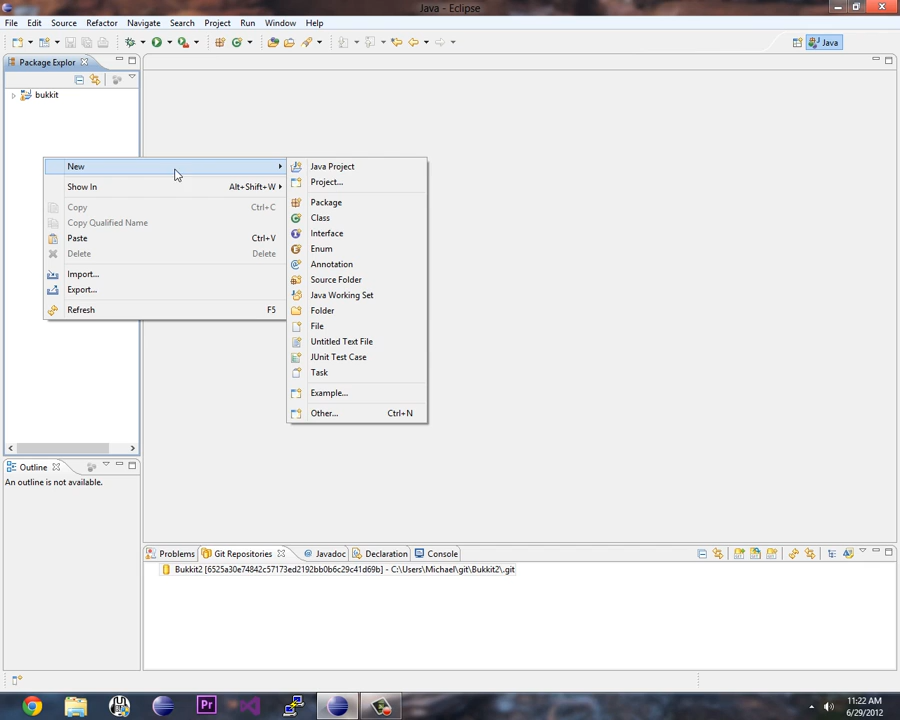 Java - Eclipse
File Edit Source Refactor Navigate Search Project Run Window Help
Java
Package Explor
bukkit
New
Show In Alt+Shift+W
Copy Ctrl+C
Copy Qualified Name
Paste Ctrl+V
Delete Delete
Import...
Export...
Refresh F5
Java Project
Project...
Package
Class
Interface
Enum
Annotation
Source Folder
Java Working Set
Folder
File
Untitled Text File
JUnit Test Case
Task
Example...
Other... Ctrl+N
Outline
An outline is not available.
Problems Git Repositories Javadoc Declaration Console
Bukkit2 [6525a30e74842c57173ed2192bb0b6c29c41d69b] - C:\Users\Michael\git\Bukkit2\.git
Pr
11:22 AM
6/29/2012